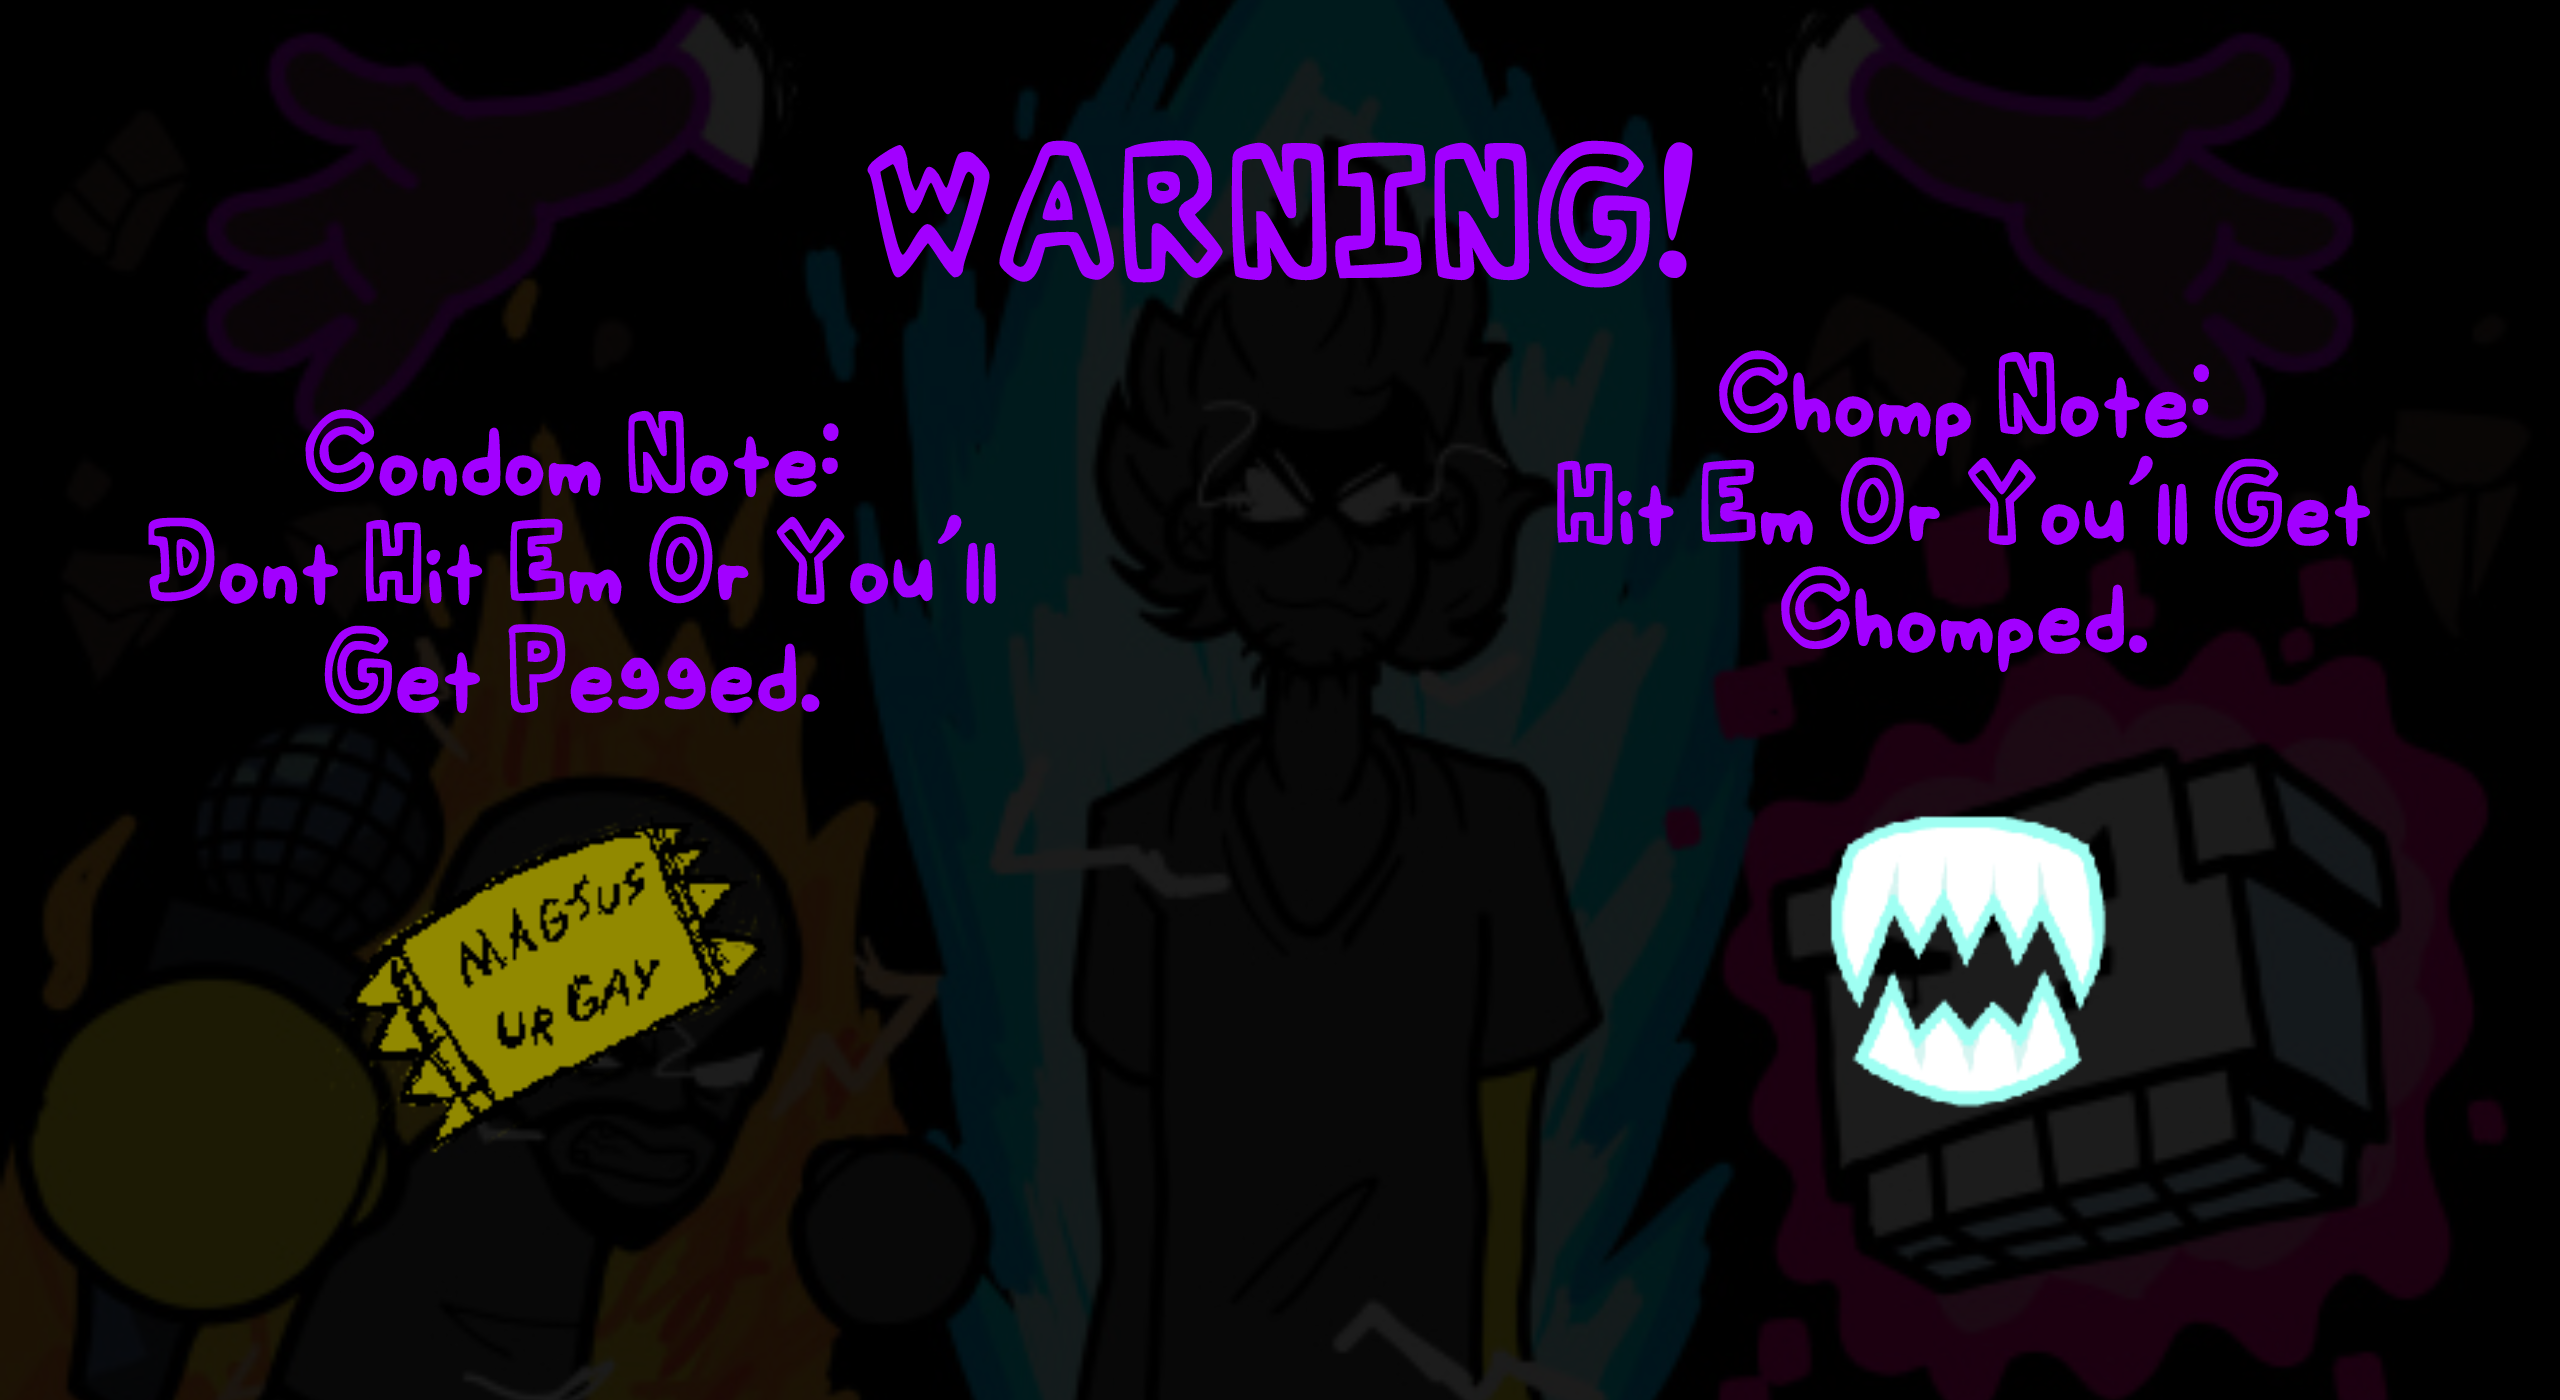 WARNING!
Condom Note:
Dont Hit Em Or You'll
Get Pegged.
Chomp Note:
Hit Em Or You'll Get
Chomped.
MAGSUS
UR GAY